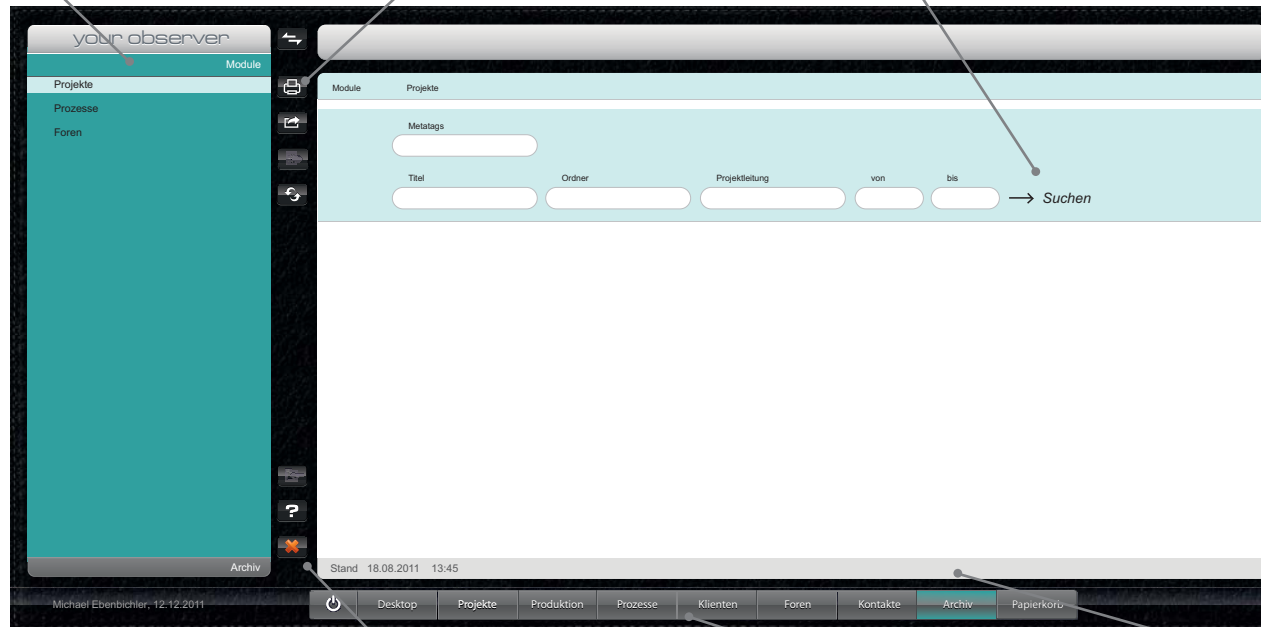 your observer
Module
Projekte
Prozesse
Foren
Archiv
Module Projekte
Metatags
Titel Ordner Projektleitung von bis
Suchen
Stand 18.08.2011 13:45
Michael Ebenbichler, 12.12.2011
Desktop Projekte Produktion Prozesse Klienten Foren Kontakte Archiv Papierkorb
?